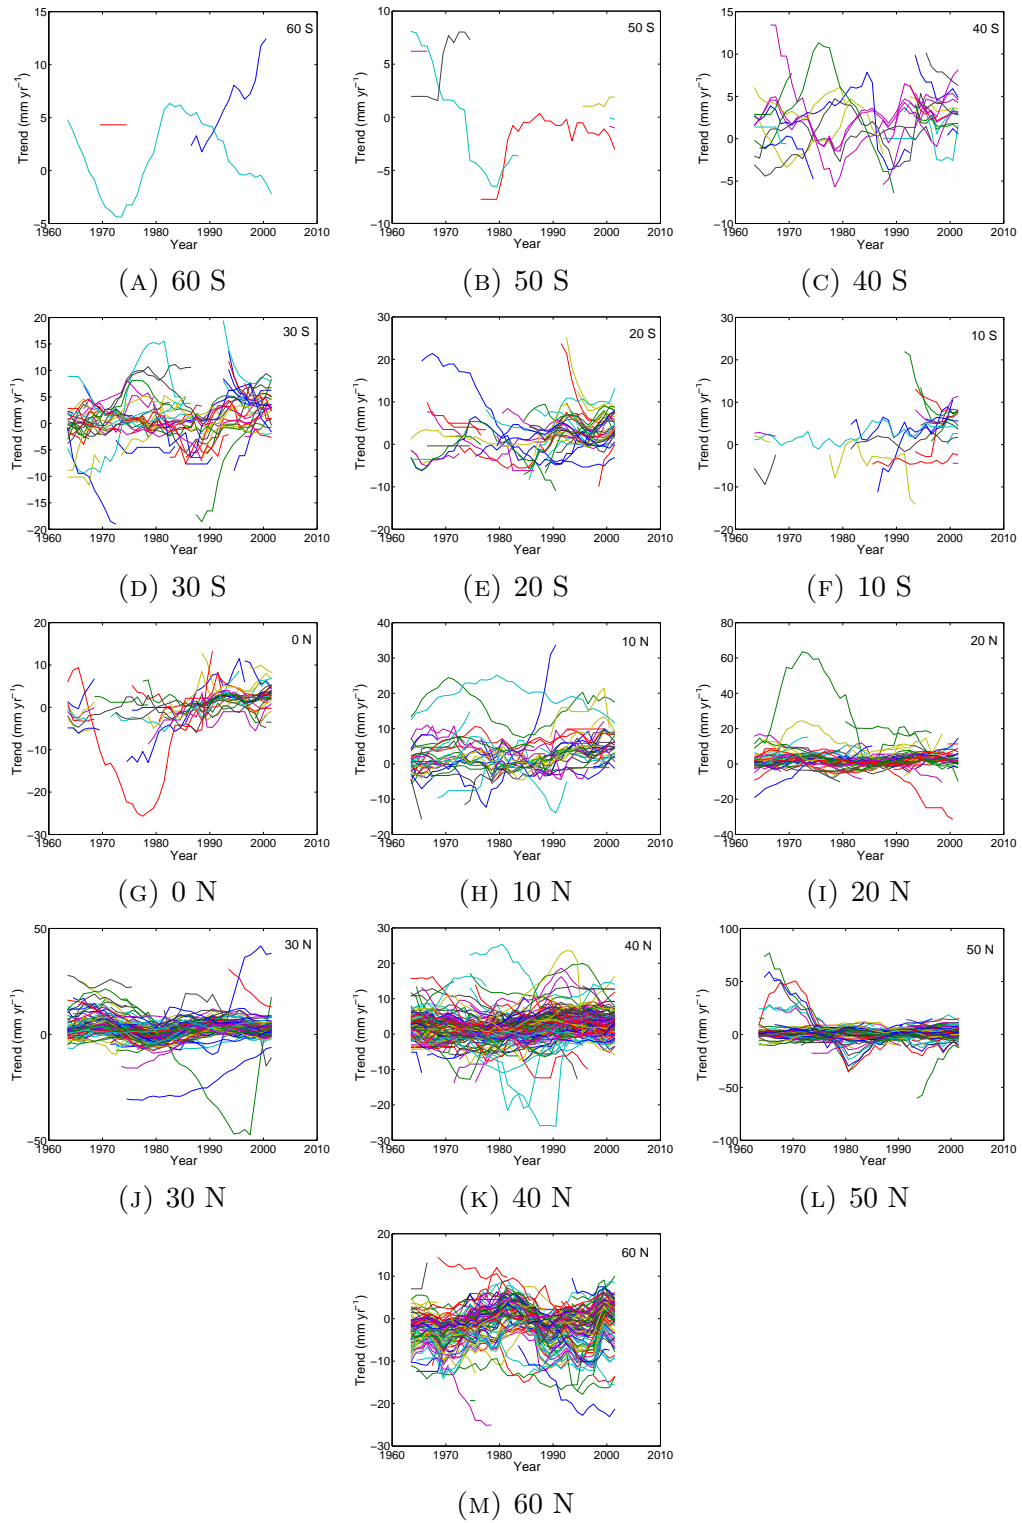 15
10
5
0
−5
1960 1970 1980 1990 2000 2010
Trend (mm yr−1)
Year
60 S
(A) 60 S
10
5
0
−5
−10
1960 1970 1980 1990 2000 2010
Trend (mm yr−1)
Year
50 S
(B) 50 S
15
10
5
0
−5
−10
1960 1970 1980 1990 2000 2010
Trend (mm yr−1)
Year
40 S
(C) 40 S
20
15
10
5
0
−5
−10
−15
−20
1960 1970 1980 1990 2000 2010
Trend (mm yr−1)
Year
30 S
(D) 30 S
30
20
10
0
−10
−20
1960 1970 1980 1990 2000 2010
Trend (mm yr−1)
Year
20 S
(E) 20 S
30
20
10
0
−10
−20
1960 1970 1980 1990 2000 2010
Trend (mm yr−1)
Year
10 S
(F) 10 S
20
10
0
−10
−20
−30
1960 1970 1980 1990 2000 2010
Trend (mm yr−1)
Year
0 N
(G) 0 N
40
30
20
10
0
−10
−20
1960 1970 1980 1990 2000 2010
Trend (mm yr−1)
Year
10 N
(H) 10 N
80
60
40
20
0
−20
−40
1960 1970 1980 1990 2000 2010
Trend (mm yr−1)
Year
20 N
(I) 20 N
50
0
−50
1960 1970 1980 1990 2000 2010
Trend (mm yr−1)
Year
30 N
(J) 30 N
30
20
10
0
−10
−20
−30
1960 1970 1980 1990 2000 2010
Trend (mm yr−1)
Year
40 N
(K) 40 N
100
50
0
−50
−100
1960 1970 1980 1990 2000 2010
Trend (mm yr−1)
Year
50 N
(L) 50 N
20
10
0
−10
−20
−30
1960 1970 1980 1990 2000 2010
Trend (mm yr−1)
Year
60 N
(M) 60 N